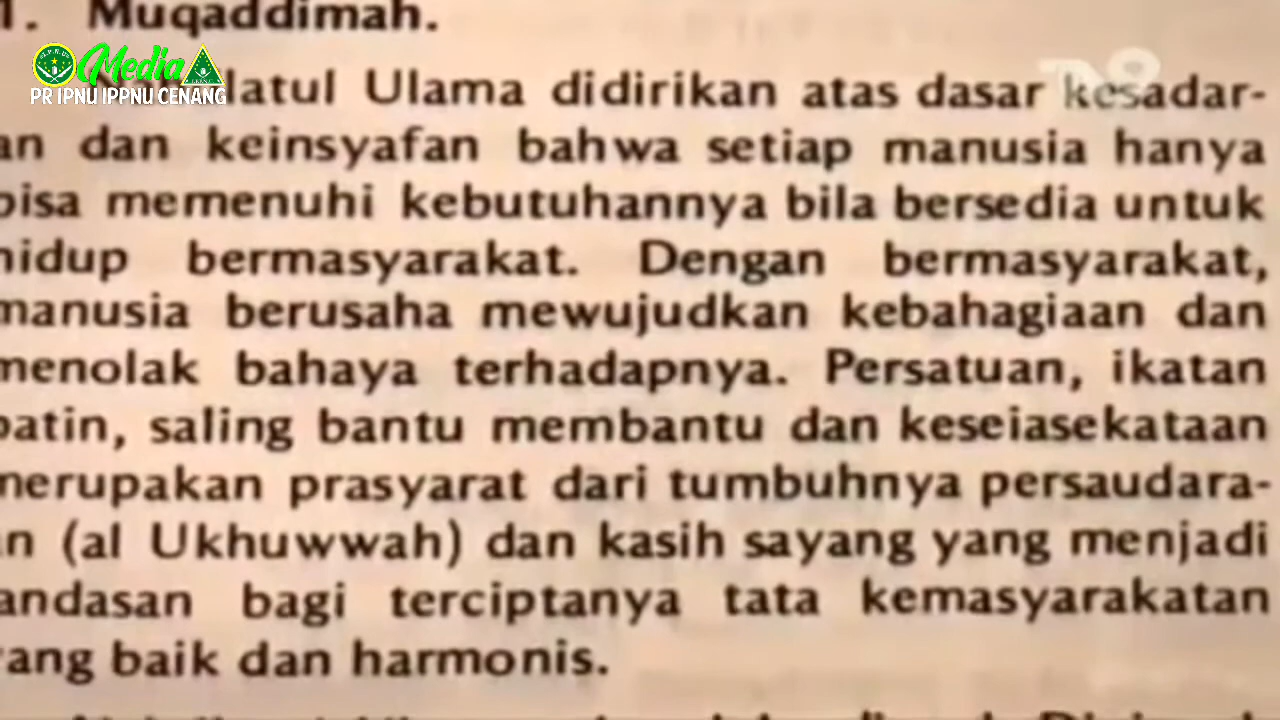 1. Muqaddimah.
Media
PR IPNU IPPNU CENANG
latul Ulama didirikan atas dasar kesadar-
an dan keinsyafan bahwa setiap manusia hanya
bisa memenuhi kebutuhannya bila bersedia untuk
hidup bermasyarakat. Dengan bermasyarakat,
manusia berusaha mewujudkan kebahagiaan dan
menolak bahaya terhadapnya. Persatuan, ikatan
batin, saling bantu membantu dan keseiasekataan
merupakan prasyarat dari tumbuhnya persaudara-
an (al Ukhuwwah) dan kasih sayang yang menjadi
landasan bagi terciptanya tata kemasyarakatan
yang baik dan harmonis.